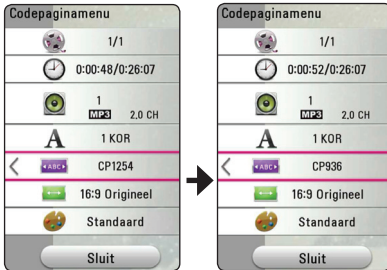 Codepaginamenu
1/1
0:00:48/0:26:07
1
MP3 2,0 CH
A 1 KOR
ABC CP1254
16:9 Origineel
Standaard
Sluit
Codepaginamenu
1/1
0:00:52/0:26:07
1
MP3 2,0 CH
A 1 KOR
ABC CP936
16:9 Origineel
Standaard
Sluit